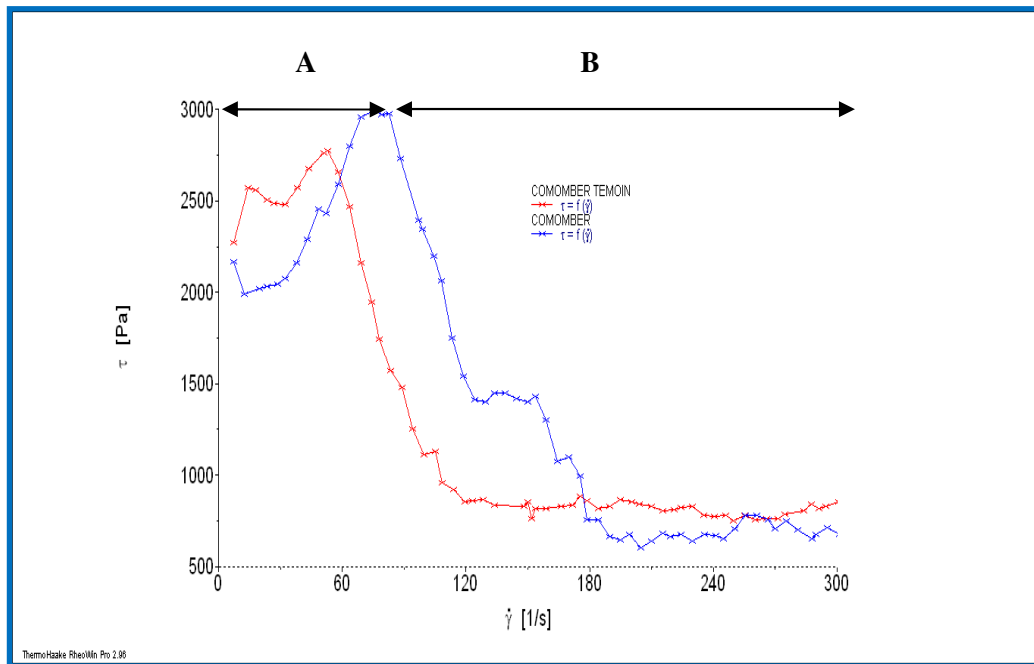 A B
3000
2500
2000
1500
1000
500
τ [Pa]
COMOMBER TEMOIN
τ = f (γ̇)
COMOMBER
τ = f (γ̇)
0 60 120 180 240 300
γ̇ [1/s]
ThermoHaake RheoWin Pro 2.96